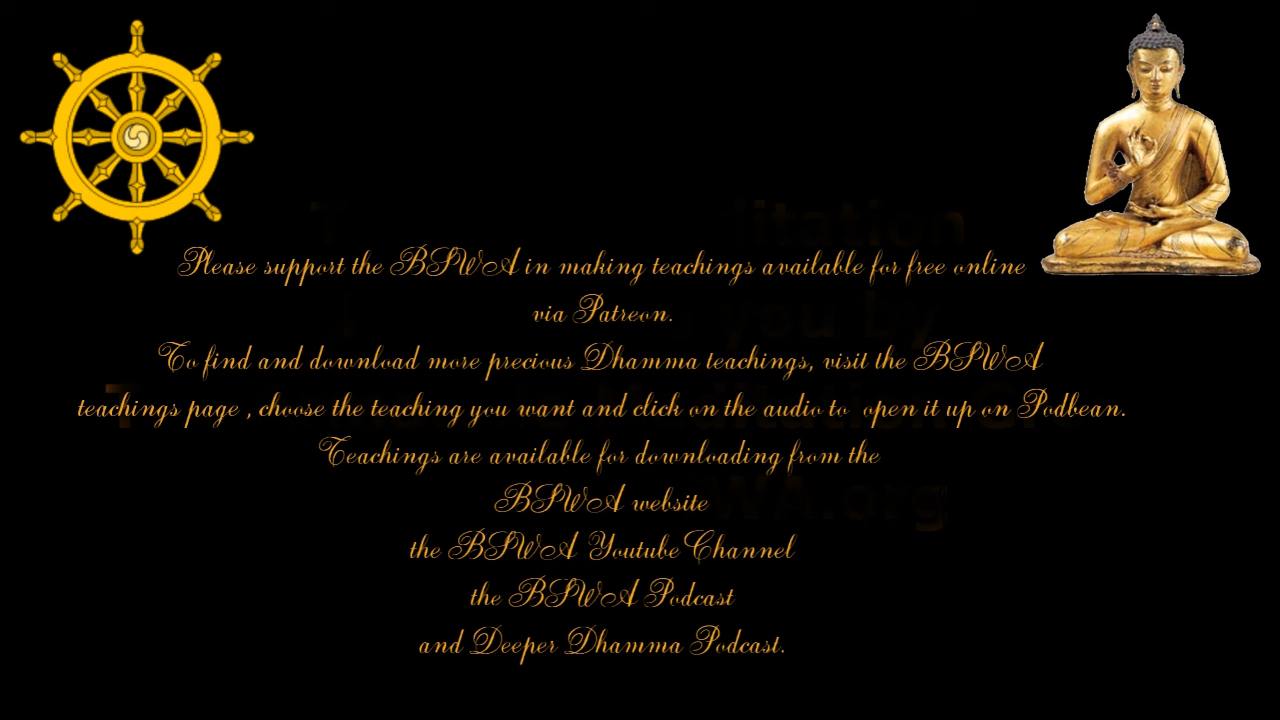 Please support the BSWA in making teachings available for free online
via Patreon.
To find and download more precious Dhamma teachings, visit the BSWA
teachings page , choose the teaching you want and click on the audio to open it up on Podbean.
Teachings are available for downloading from the
BSWA website
the BSWA Youtube Channel
the BSWA Podcast
and Deeper Dhamma Podcast.